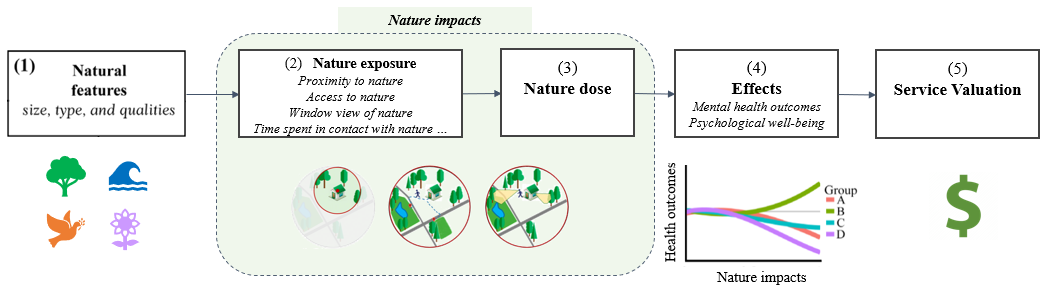 Nature impacts
(1)
Natural
features
size, type, and qualities
(2) Nature exposure
Proximity to nature
Access to nature
Window view of nature
Time spent in contact with nature ...
(3)
Nature dose
(4)
Effects
Mental health outcomes
Psychological well-being
(5)
Service Valuation
Health outcomes
Group
A
B
C
D
Nature impacts
$